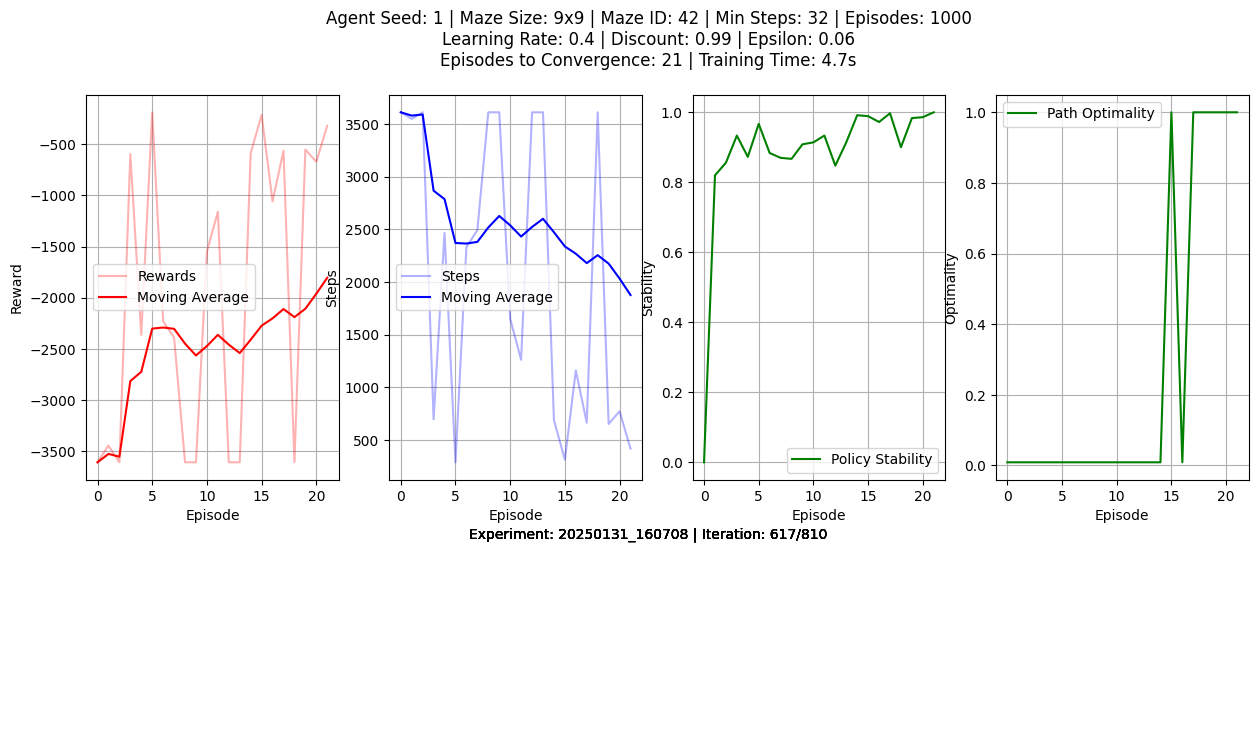 Agent Seed: 1 | Maze Size: 9x9 | Maze ID: 42 | Min Steps: 32 | Episodes: 1000
Learning Rate: 0.4 | Discount: 0.99 | Epsilon: 0.06
Episodes to Convergence: 21 | Training Time: 4.7s
Reward
−500
−1000
−1500
−2000
−2500
−3000
−3500
Rewards
Moving Average
0 5 10 15 20
Episode
Steps
3500
3000
2500
2000
1500
1000
500
Steps
Moving Average
0 5 10 15 20
Episode
Stability
1.0
0.8
0.6
0.4
0.2
0.0
Policy Stability
0 5 10 15 20
Episode
Optimality
1.0
0.8
0.6
0.4
0.2
0.0
Path Optimality
0 5 10 15 20
Episode
Experiment: 20250131_160708 | Iteration: 617/810